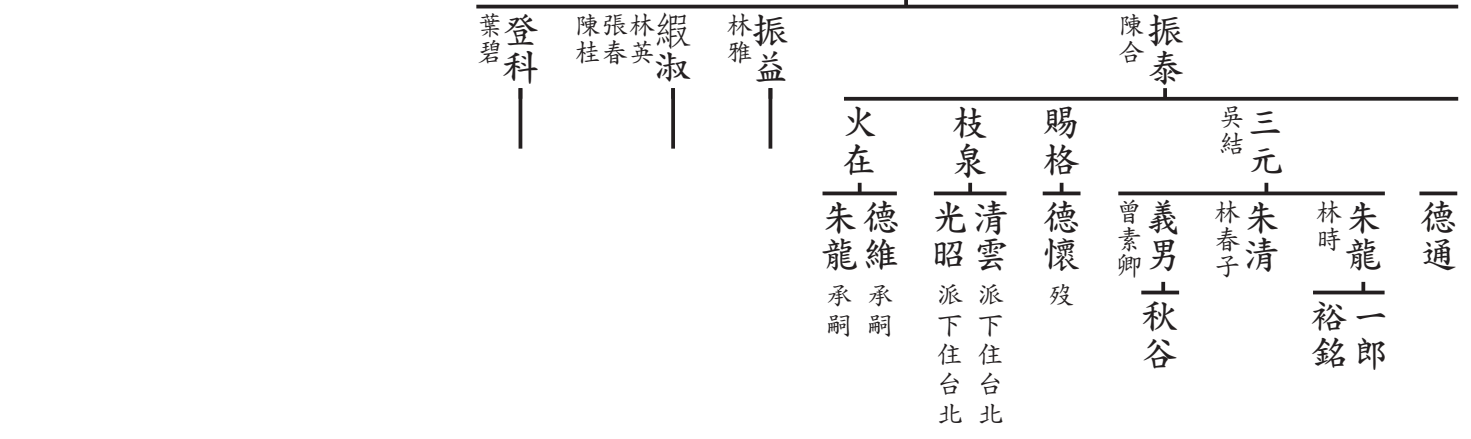 振泰
陳合
振益
林雅
緞淑
林英
張春
陳桂
登科
葉碧
三元
吳結
賜格
枝泉
火在
德通
朱龍
林時
朱清
林春子
義男
曾素卿
德懷
歿
清雲
派下住台北
光昭
派下住台北
德維
承嗣
朱龍
承嗣
一郎
裕銘
秋谷